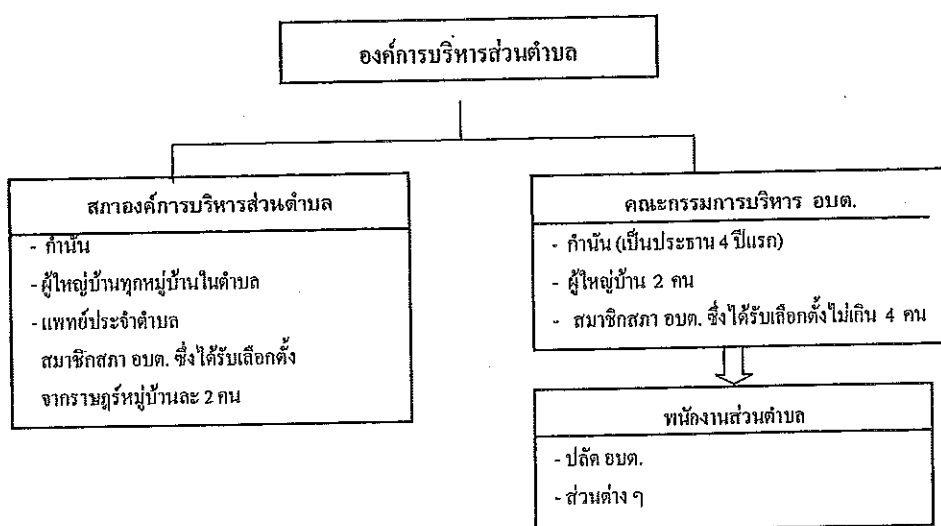 องค์การบริหารส่วนตำบล
สภาองค์การบริหารส่วนตำบล
- กำนัน
- ผู้ใหญ่บ้านทุกหมู่บ้านในตำบล
- แพทย์ประจำตำบล
สมาชิกสภา อบต. ซึ่งได้รับเลือกตั้ง
จากราษฎร์หมู่บ้านละ 2 คน
คณะกรรมการบริหาร อบต.
- กำนัน (เป็นประธาน 4 ปีแรก)
- ผู้ใหญ่บ้าน 2 คน
- สมาชิกสภา อบต. ซึ่งได้รับเลือกตั้งไม่เกิน 4 คน
พนักงานส่วนตำบล
- ปลัด อบต.
- ส่วนต่าง ๆ